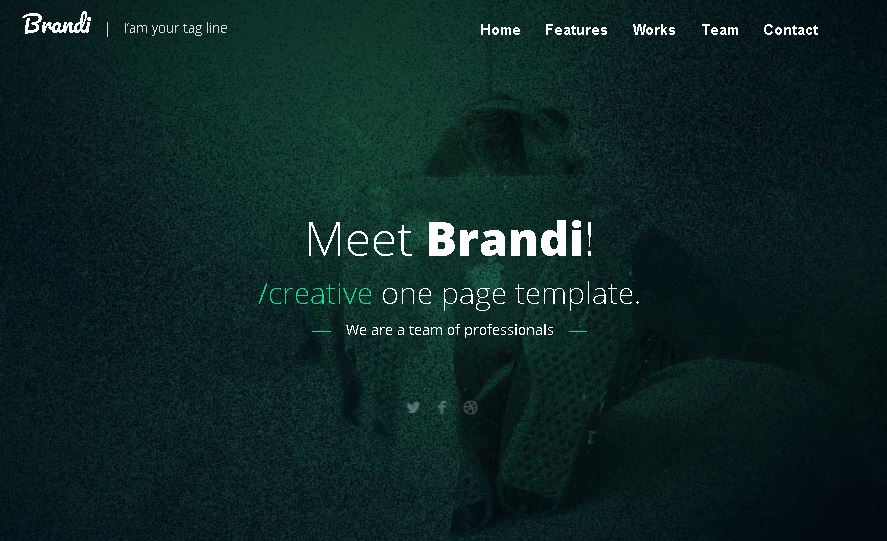 Brandi | I'am your tag line
Home Features Works Team Contact
Meet Brandi!
/creative one page template.
We are a team of professionals